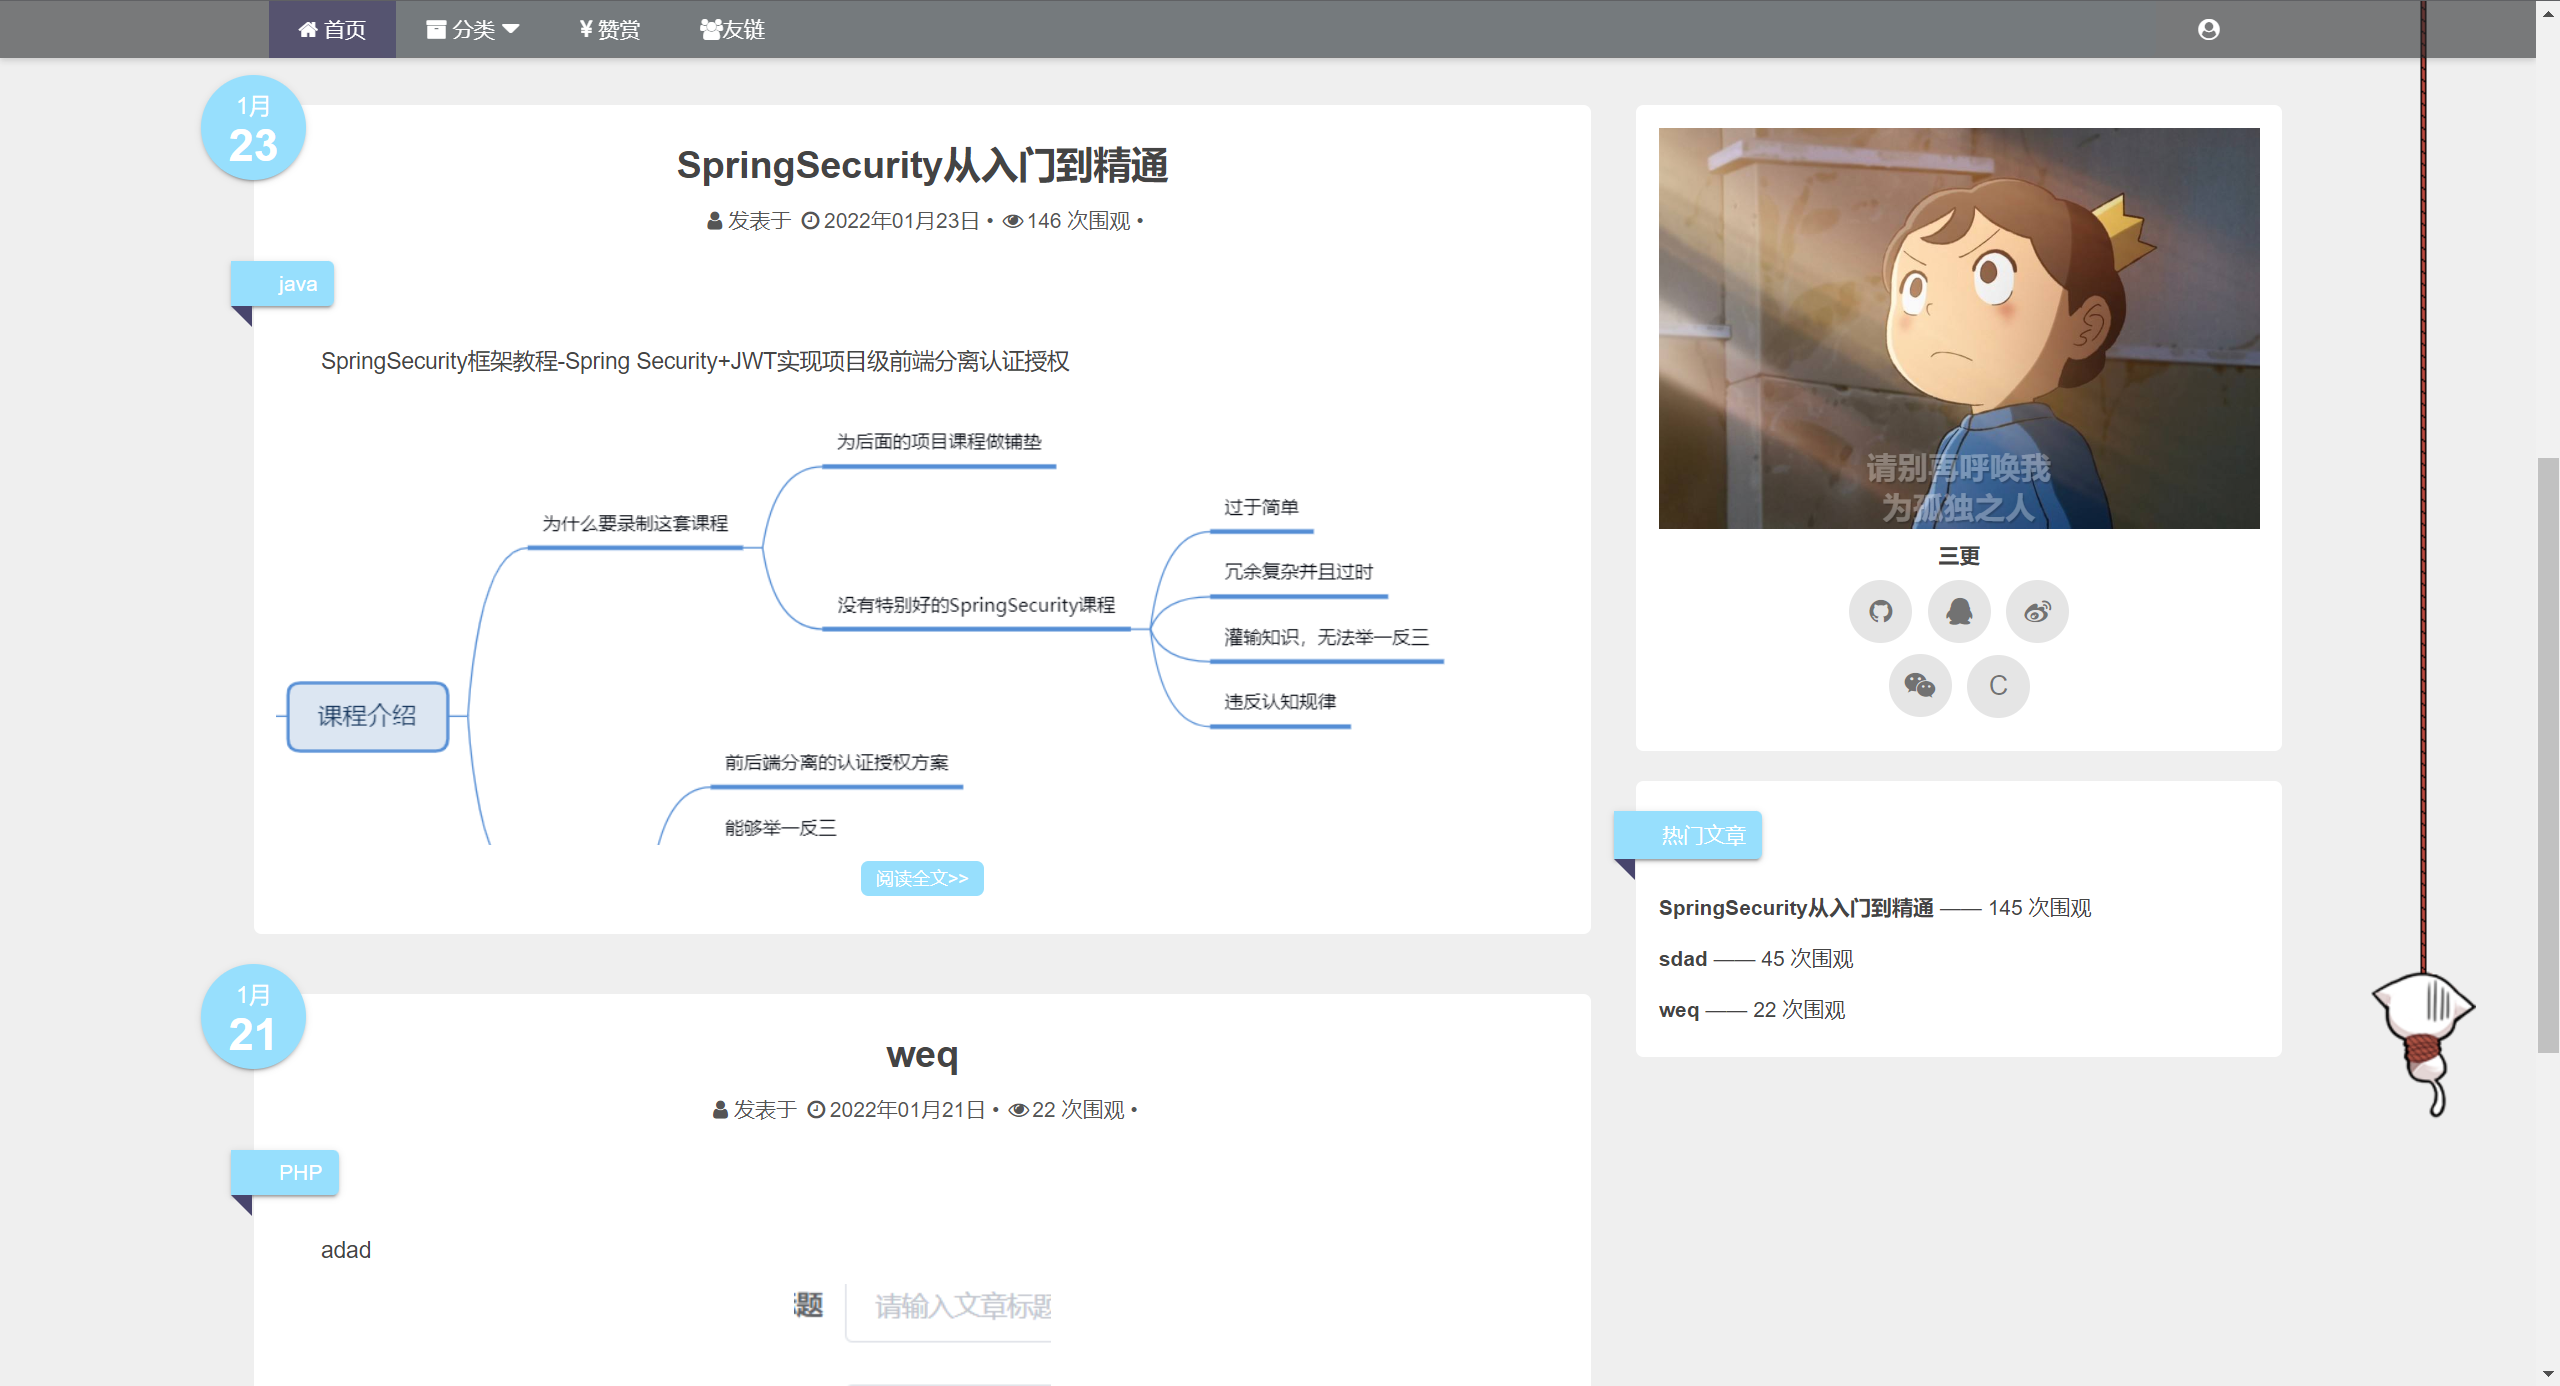 首页 分类 ¥ 赞赏 友链
1月
23
SpringSecurity从入门到精通
发表于 2022年01月23日 • 146 次围观 •
java
SpringSecurity框架教程-Spring Security+JWT实现项目级前端分离认证授权
为后面的项目课程做铺垫
过于简单
为什么要录制这套课程
冗余复杂并且过时
没有特别好的SpringSecurity课程
灌输知识，无法举一反三
违反认知规律
课程介绍
前后端分离的认证授权方案
能够举一反三
阅读全文>>
1月
21
weq
发表于 2022年01月21日 • 22 次围观 •
PHP
adad
题 请输入文章标题
请别再呼唤我
为孤独之人
三更
C
热门文章
SpringSecurity从入门到精通 —— 145 次围观
sdad —— 45 次围观
weq —— 22 次围观